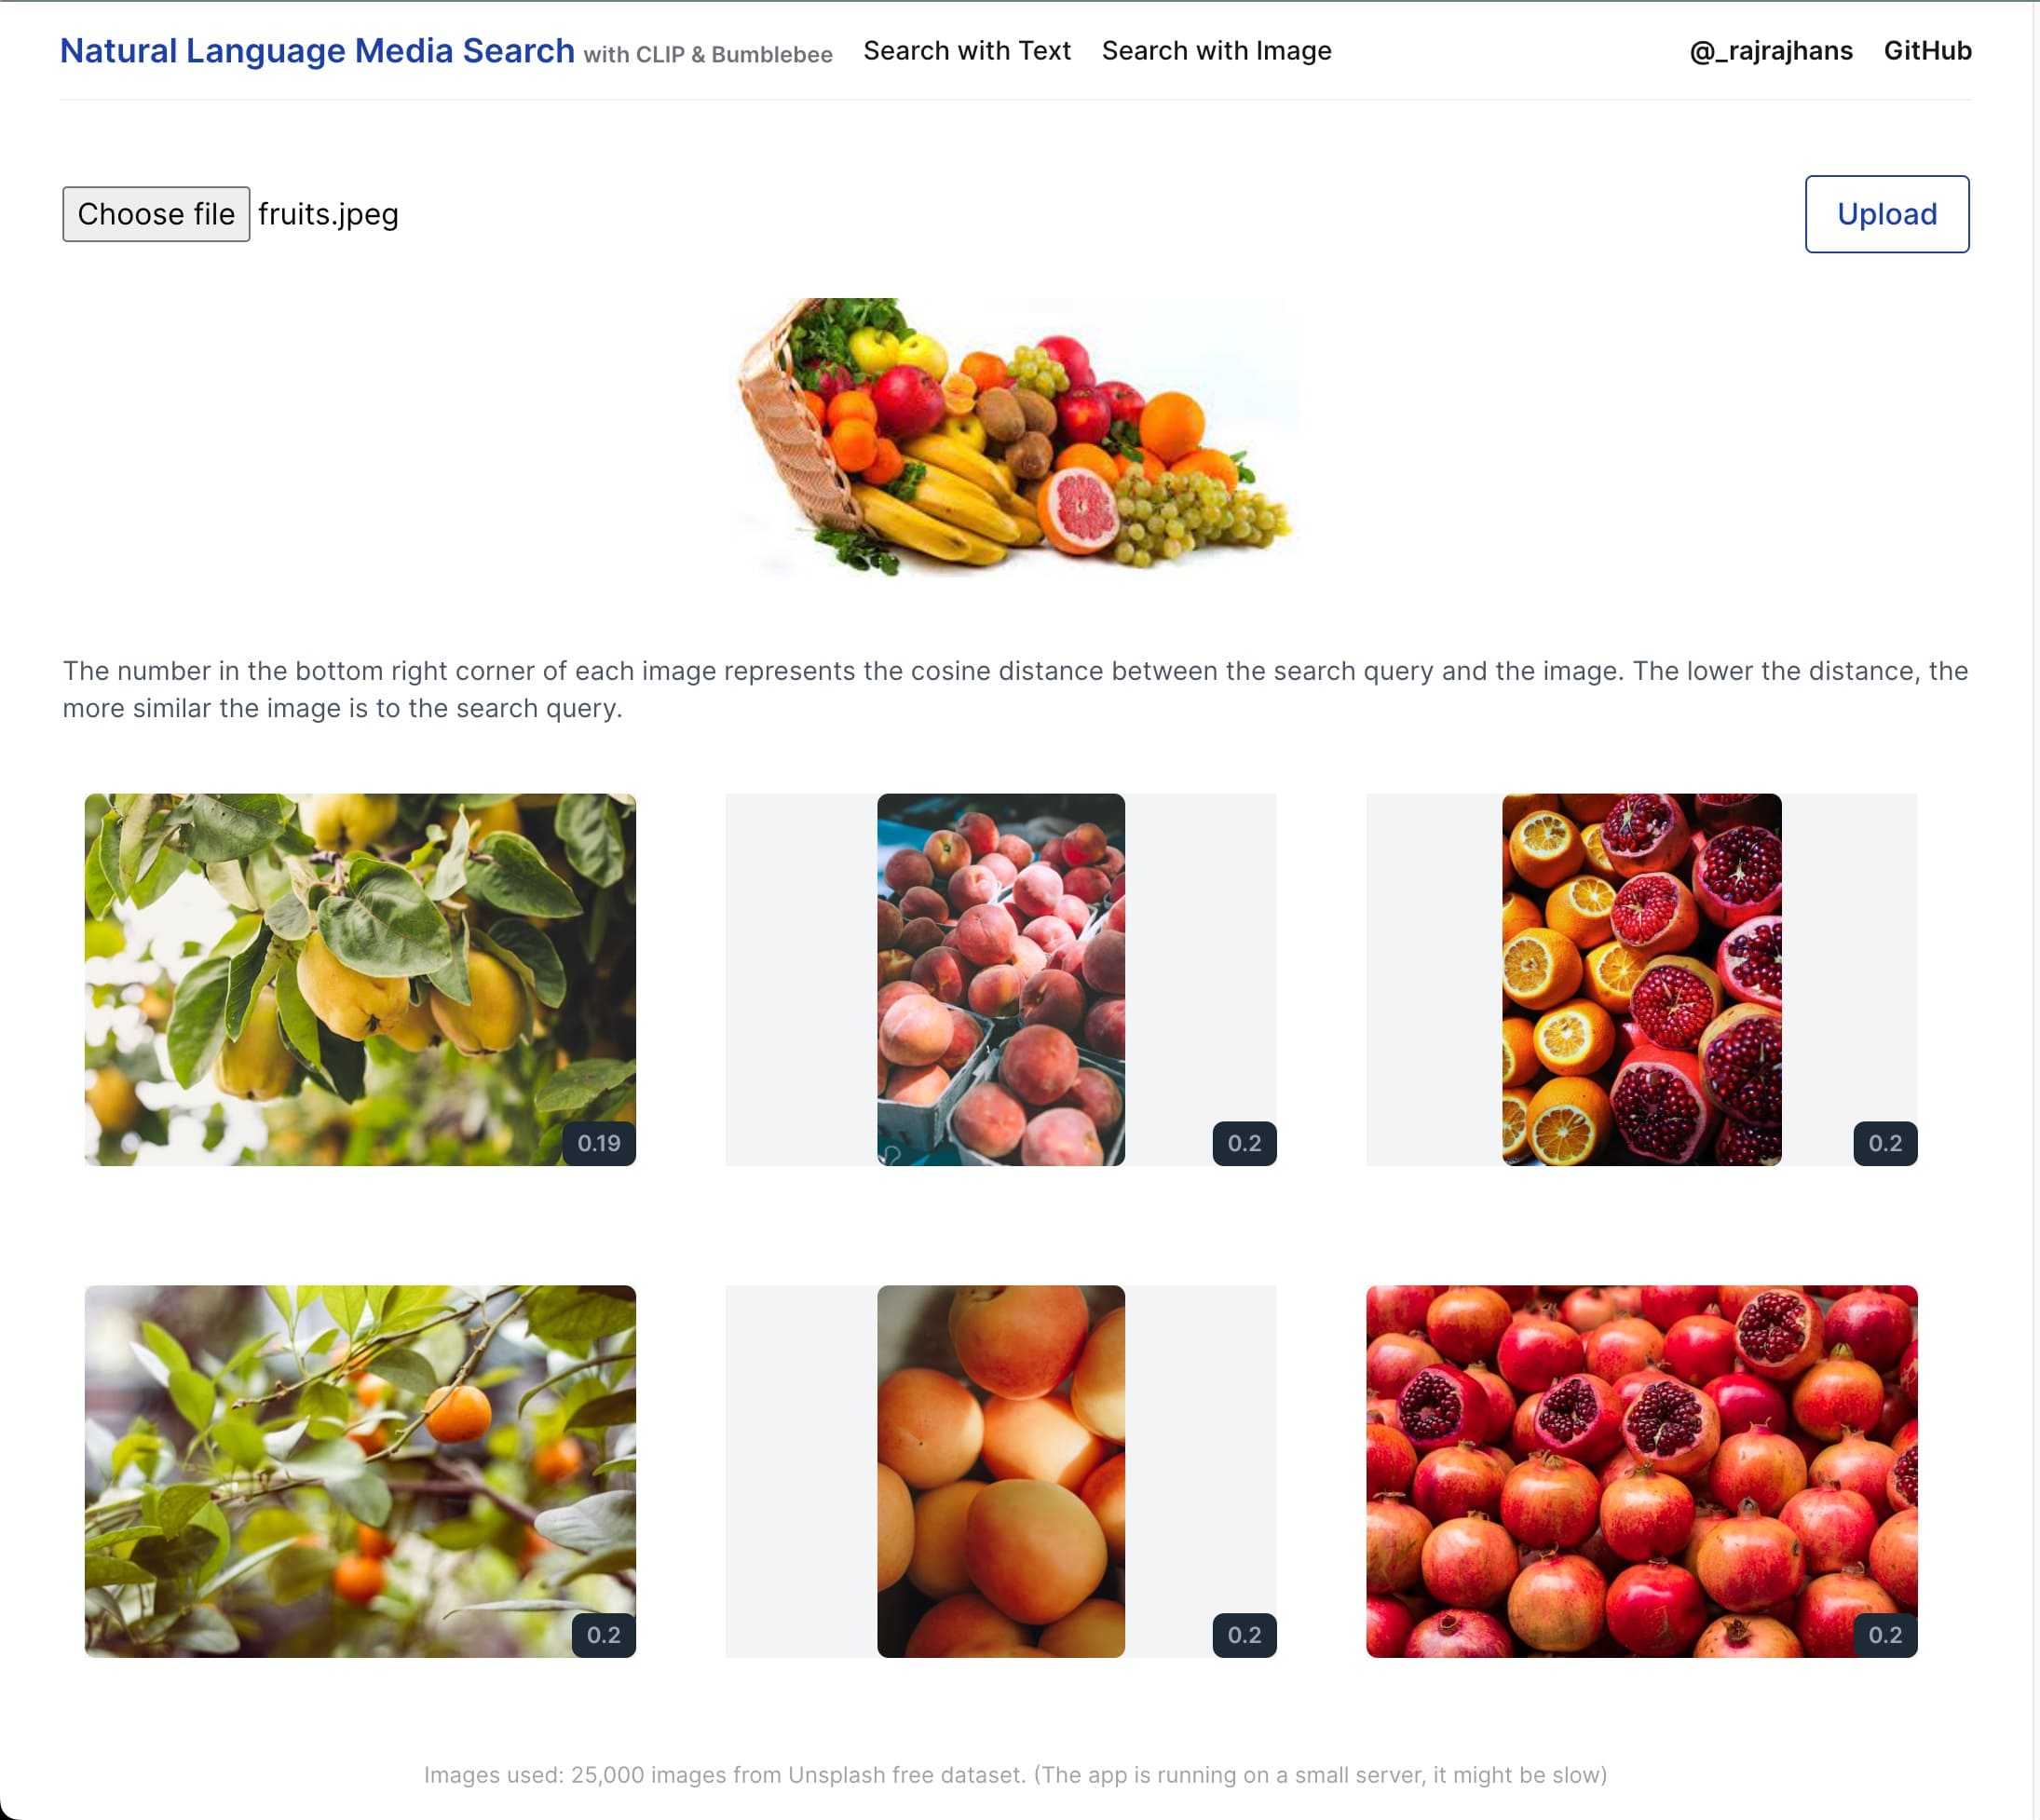 Natural Language Media Search with CLIP & Bumblebee Search with Text Search with Image @_rajrajhans GitHub
Choose file fruits.jpeg Upload
The number in the bottom right corner of each image represents the cosine distance between the search query and the image. The lower the distance, the
more similar the image is to the search query.
0.19 0.2 0.2
0.2 0.2 0.2
Images used: 25,000 images from Unsplash free dataset. (The app is running on a small server, it might be slow)